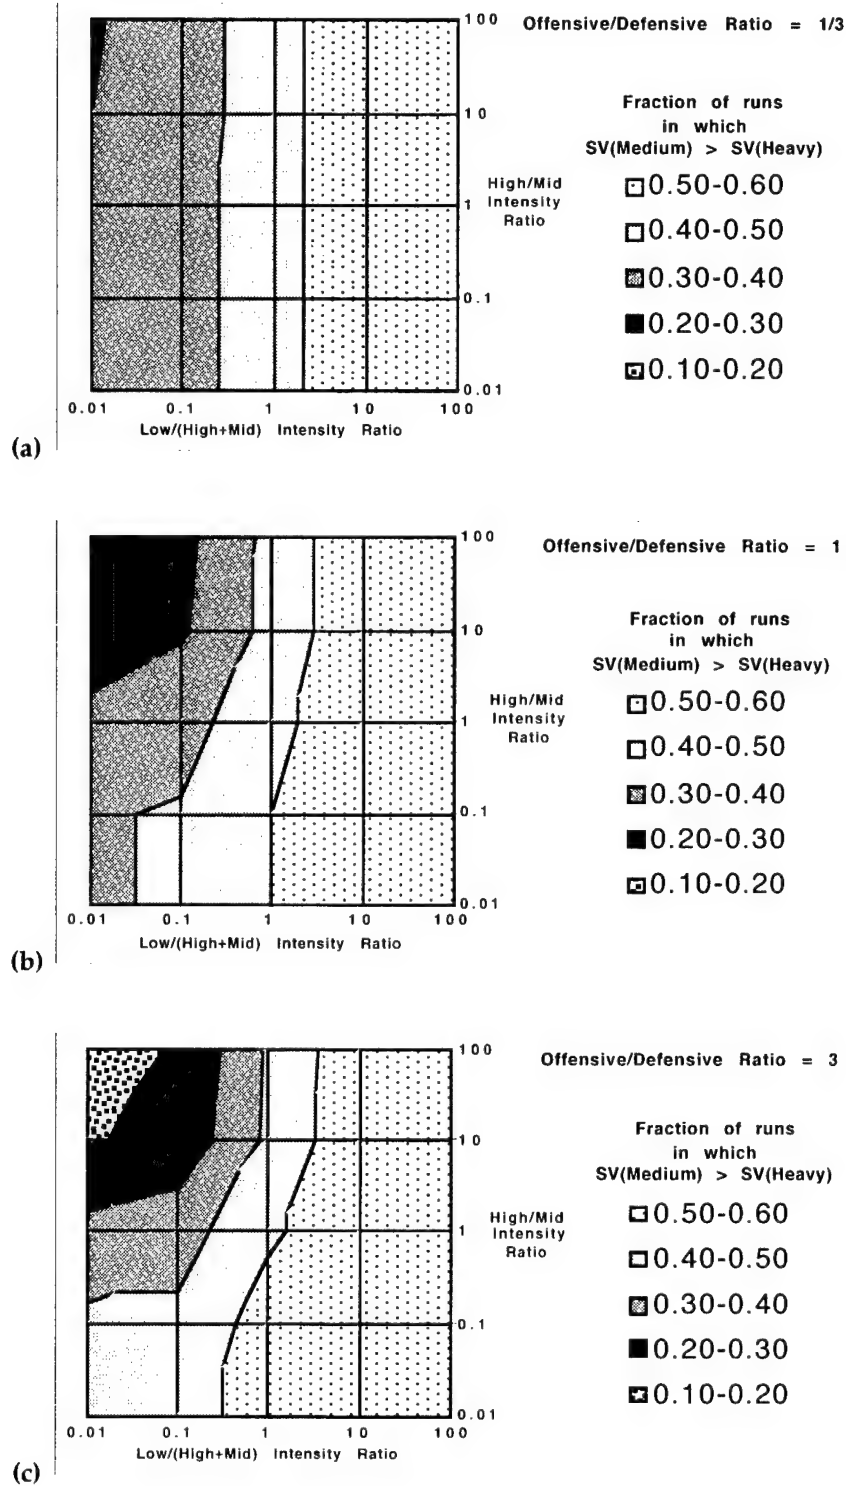 100
Offensive/Defensive Ratio = 1/3
Fraction of runs
in which
SV(Medium) > SV(Heavy)
10
High/Mid
Intensity
Ratio
1
0.50-0.60
0.40-0.50
0.30-0.40
0.20-0.30
0.10-0.20
0.1
0.01
0.01 0.1 1 10 100
Low/(High+Mid) Intensity Ratio
(a)
100
Offensive/Defensive Ratio = 1
Fraction of runs
in which
SV(Medium) > SV(Heavy)
10
High/Mid
Intensity
Ratio
1
0.50-0.60
0.40-0.50
0.30-0.40
0.20-0.30
0.10-0.20
0.1
0.01
0.01 0.1 1 10 100
Low/(High+Mid) Intensity Ratio
(b)
100
Offensive/Defensive Ratio = 3
Fraction of runs
in which
SV(Medium) > SV(Heavy)
10
High/Mid
Intensity
Ratio
1
0.50-0.60
0.40-0.50
0.30-0.40
0.20-0.30
0.10-0.20
0.1
0.01
0.01 0.1 1 10 100
Low/(High+Mid) Intensity Ratio
(c)